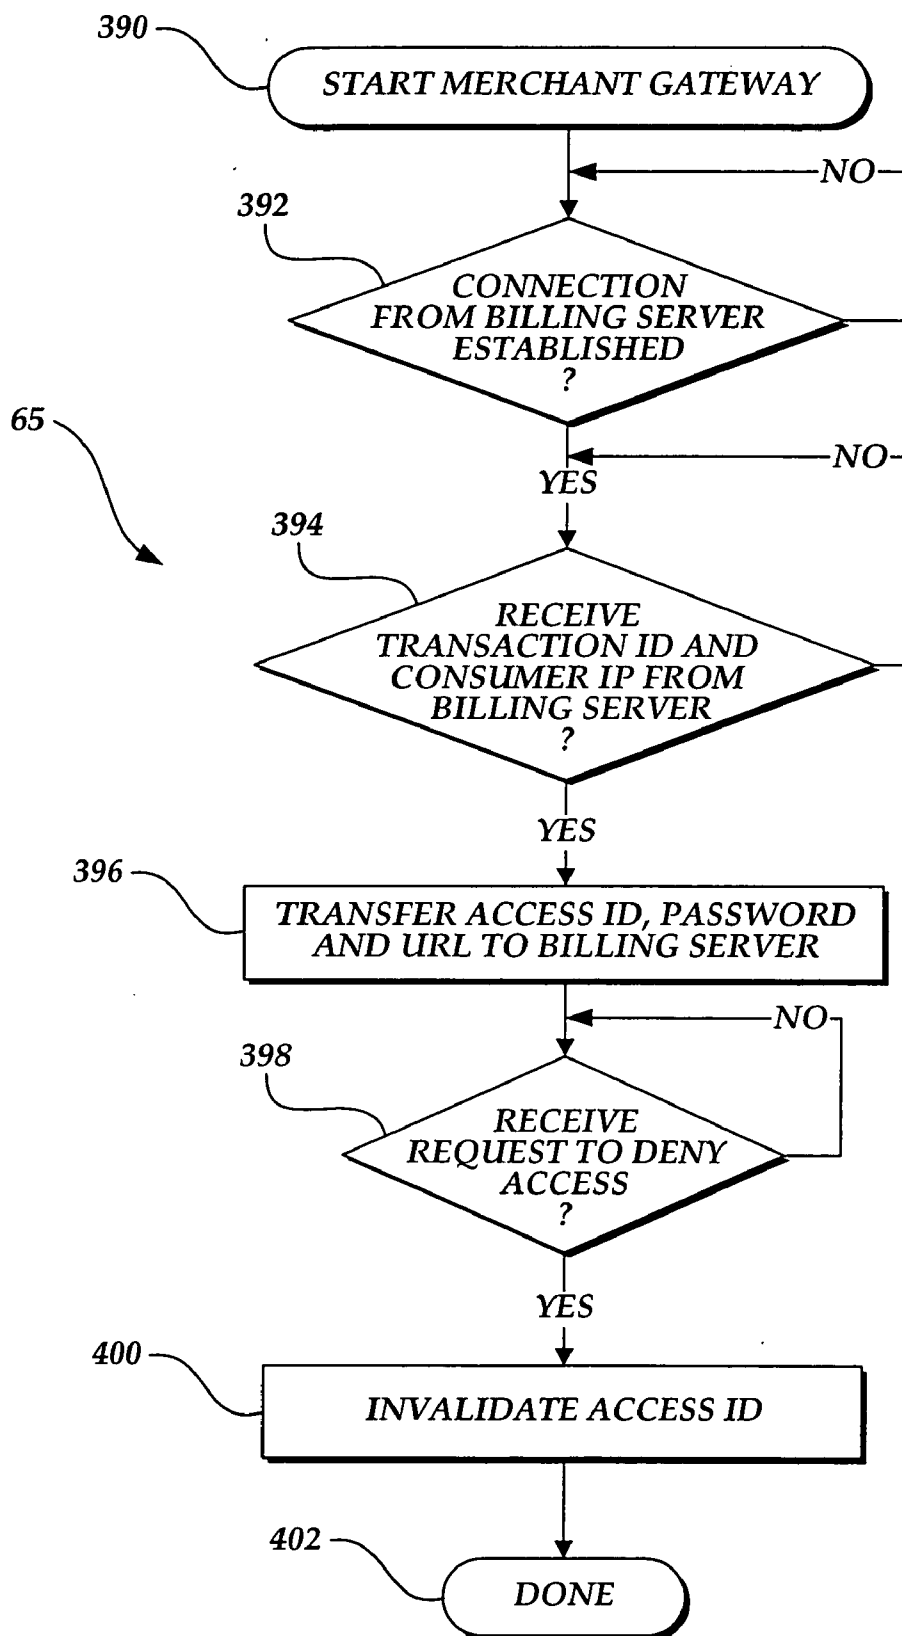 390
START MERCHANT GATEWAY
NO
392
CONNECTION
FROM BILLING SERVER
ESTABLISHED
?
65
NO
YES
394
RECEIVE
TRANSACTION ID AND
CONSUMER IP FROM
BILLING SERVER
?
YES
396
TRANSFER ACCESS ID, PASSWORD
AND URL TO BILLING SERVER
NO
398
RECEIVE
REQUEST TO DENY
ACCESS
?
YES
400
INVALIDATE ACCESS ID
402
DONE